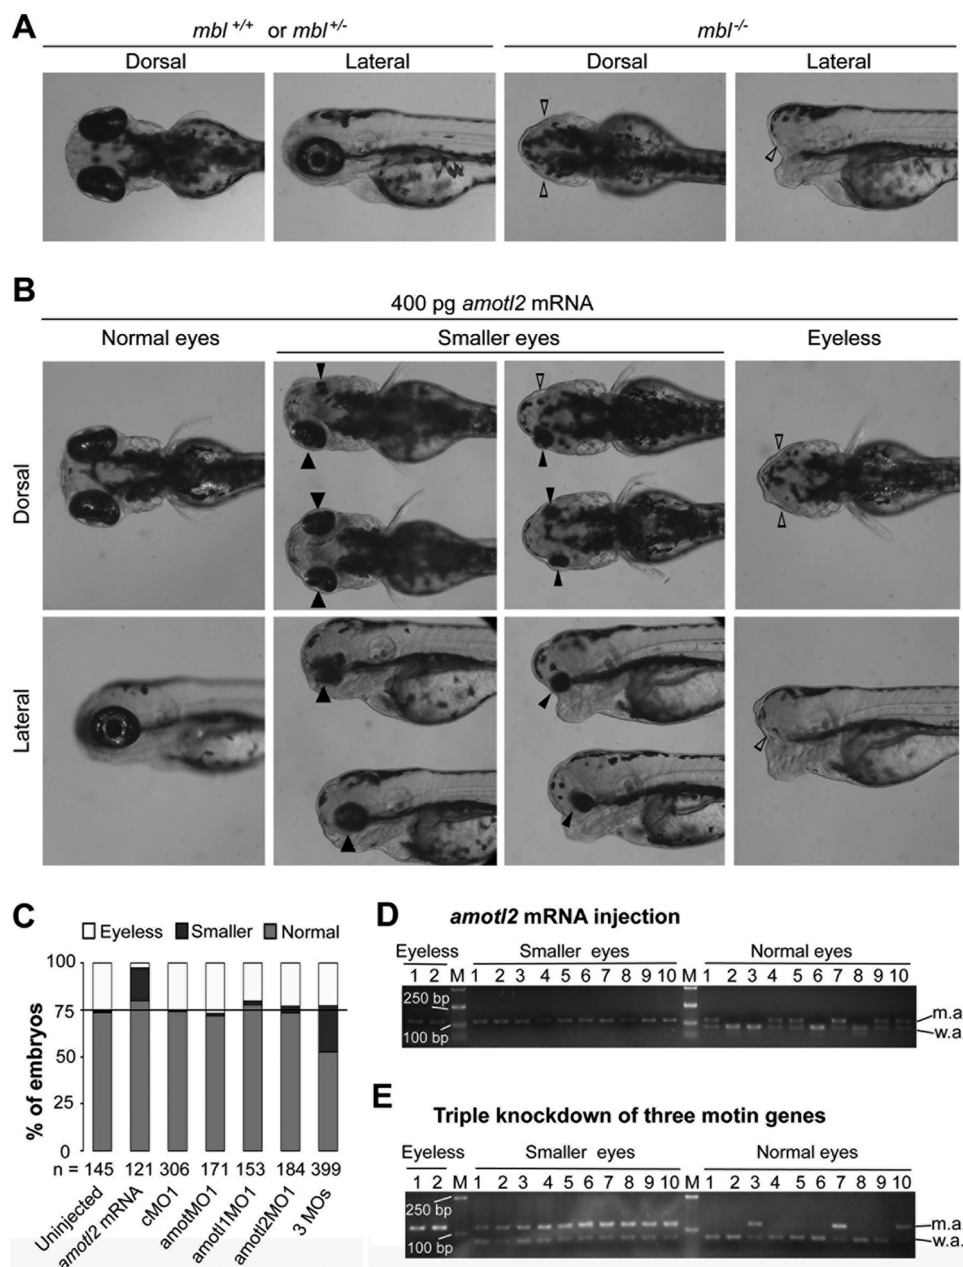 A
mbl +/+ or mbl +/-
mbl -/-
Dorsal
Lateral
Dorsal
Lateral
B
400 pg amotl2 mRNA
Normal eyes
Smaller eyes
Eyeless
Dorsal
Lateral
C
Eyeless Smaller Normal
% of embryos
100
75
50
25
0
n = 145 121 306 171 153 184 399
Uninjected
amotl2 mRNA
cMO1
amotMO1
amotl1MO1
amotl2MO1
3 MOs
D
amotl2 mRNA injection
Eyeless
Smaller eyes
Normal eyes
1 2 M 1 2 3 4 5 6 7 8 9 10 M 1 2 3 4 5 6 7 8 9 10
250 bp
100 bp
m.a.
w.a.
E
Triple knockdown of three motin genes
Eyeless
Smaller eyes
Normal eyes
1 2 M 1 2 3 4 5 6 7 8 9 10 M 1 2 3 4 5 6 7 8 9 10
250 bp
100 bp
m.a.
w.a.